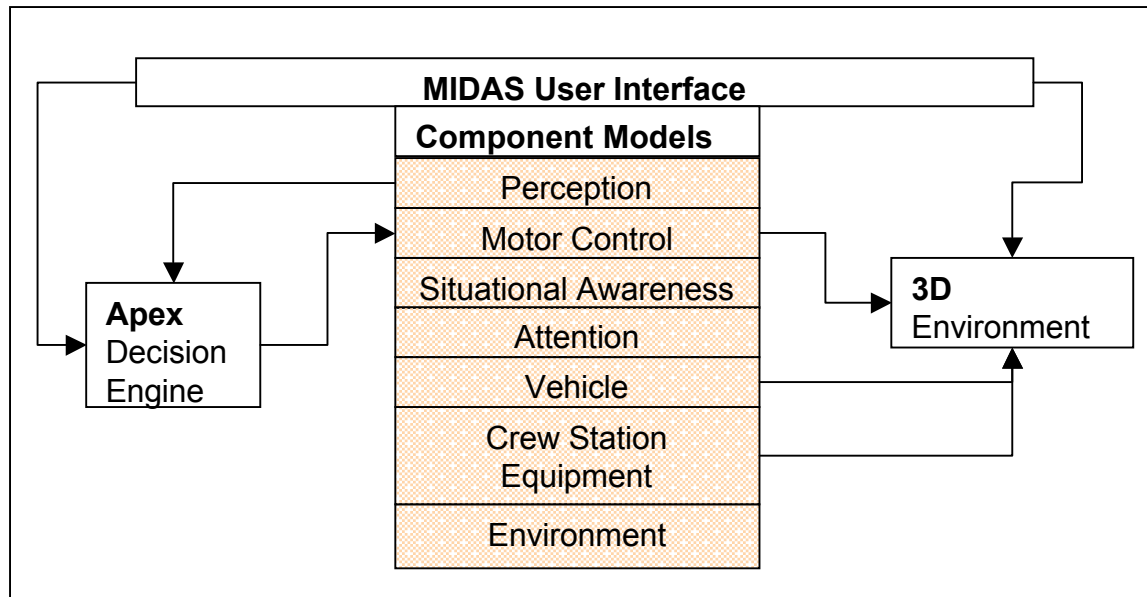 MIDAS User Interface
Component Models
Perception
Motor Control
Situational Awareness
Attention
Vehicle
Crew Station
Equipment
Environment
Apex
Decision
Engine
3D
Environment